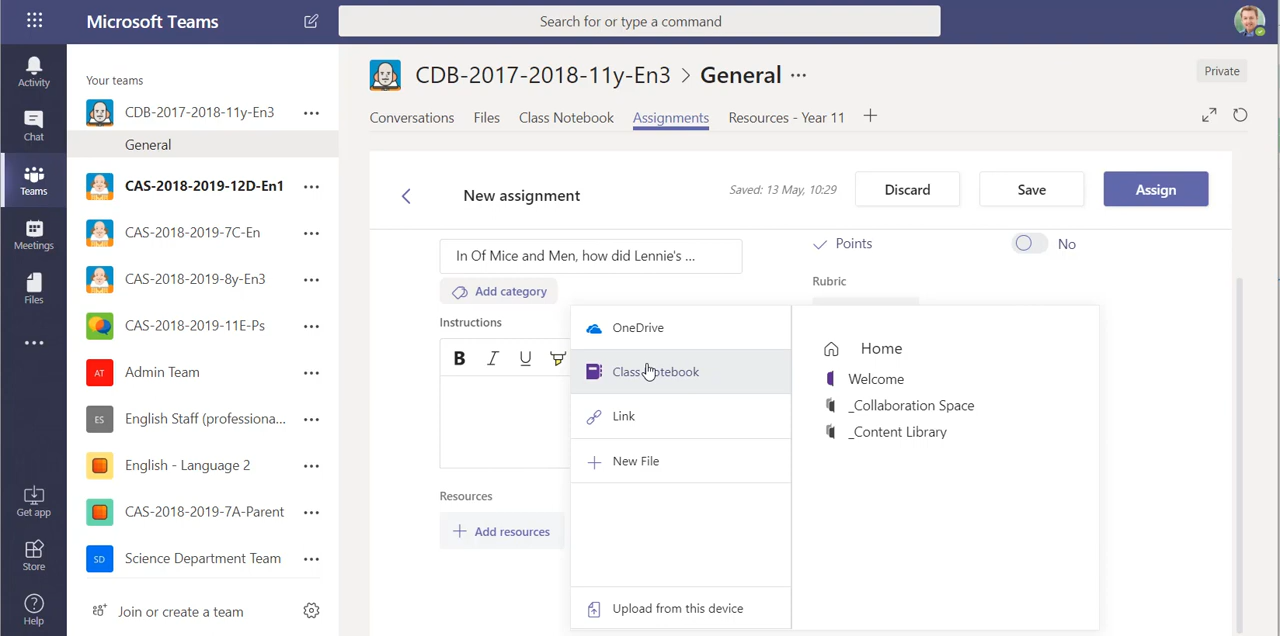 Microsoft Teams
Search for or type a command
Activity
Chat
Teams
Meetings
Files
Get app
Store
Help
Your teams
CDB-2017-2018-11y-En3
General
CAS-2018-2019-12D-En1
CAS-2018-2019-7C-En
CAS-2018-2019-8y-En3
CAS-2018-2019-11E-Ps
AT Admin Team
ES English Staff (professiona...
English - Language 2
CAS-2018-2019-7A-Parent
SD Science Department Team
Join or create a team
CDB-2017-2018-11y-En3 > General ...
Private
Conversations Files Class Notebook Assignments Resources - Year 11
New assignment
Saved: 13 May, 10:29
Discard
Save
Assign
In Of Mice and Men, how did Lennie's ...
Points
No
Add category
Rubric
Instructions
B I U
Resources
Add resources
OneDrive
Class Notebook
Link
New File
Upload from this device
Home
Welcome
_Collaboration Space
_Content Library